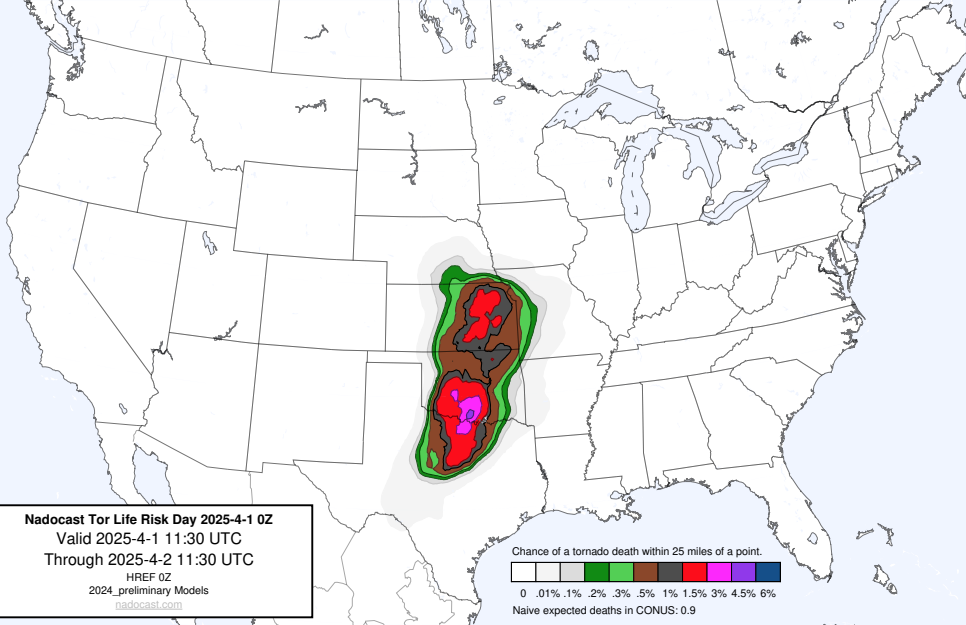 Nadocast Tor Life Risk Day 2025-4-1 0Z
Valid 2025-4-1 11:30 UTC
Through 2025-4-2 11:30 UTC
HREF 0Z
2024_preliminary Models
nadocast.com
Chance of a tornado death within 25 miles of a point.
0 .01% .1% .2% .3% .5% 1% 1.5% 3% 4.5% 6%
Naive expected deaths in CONUS: 0.9